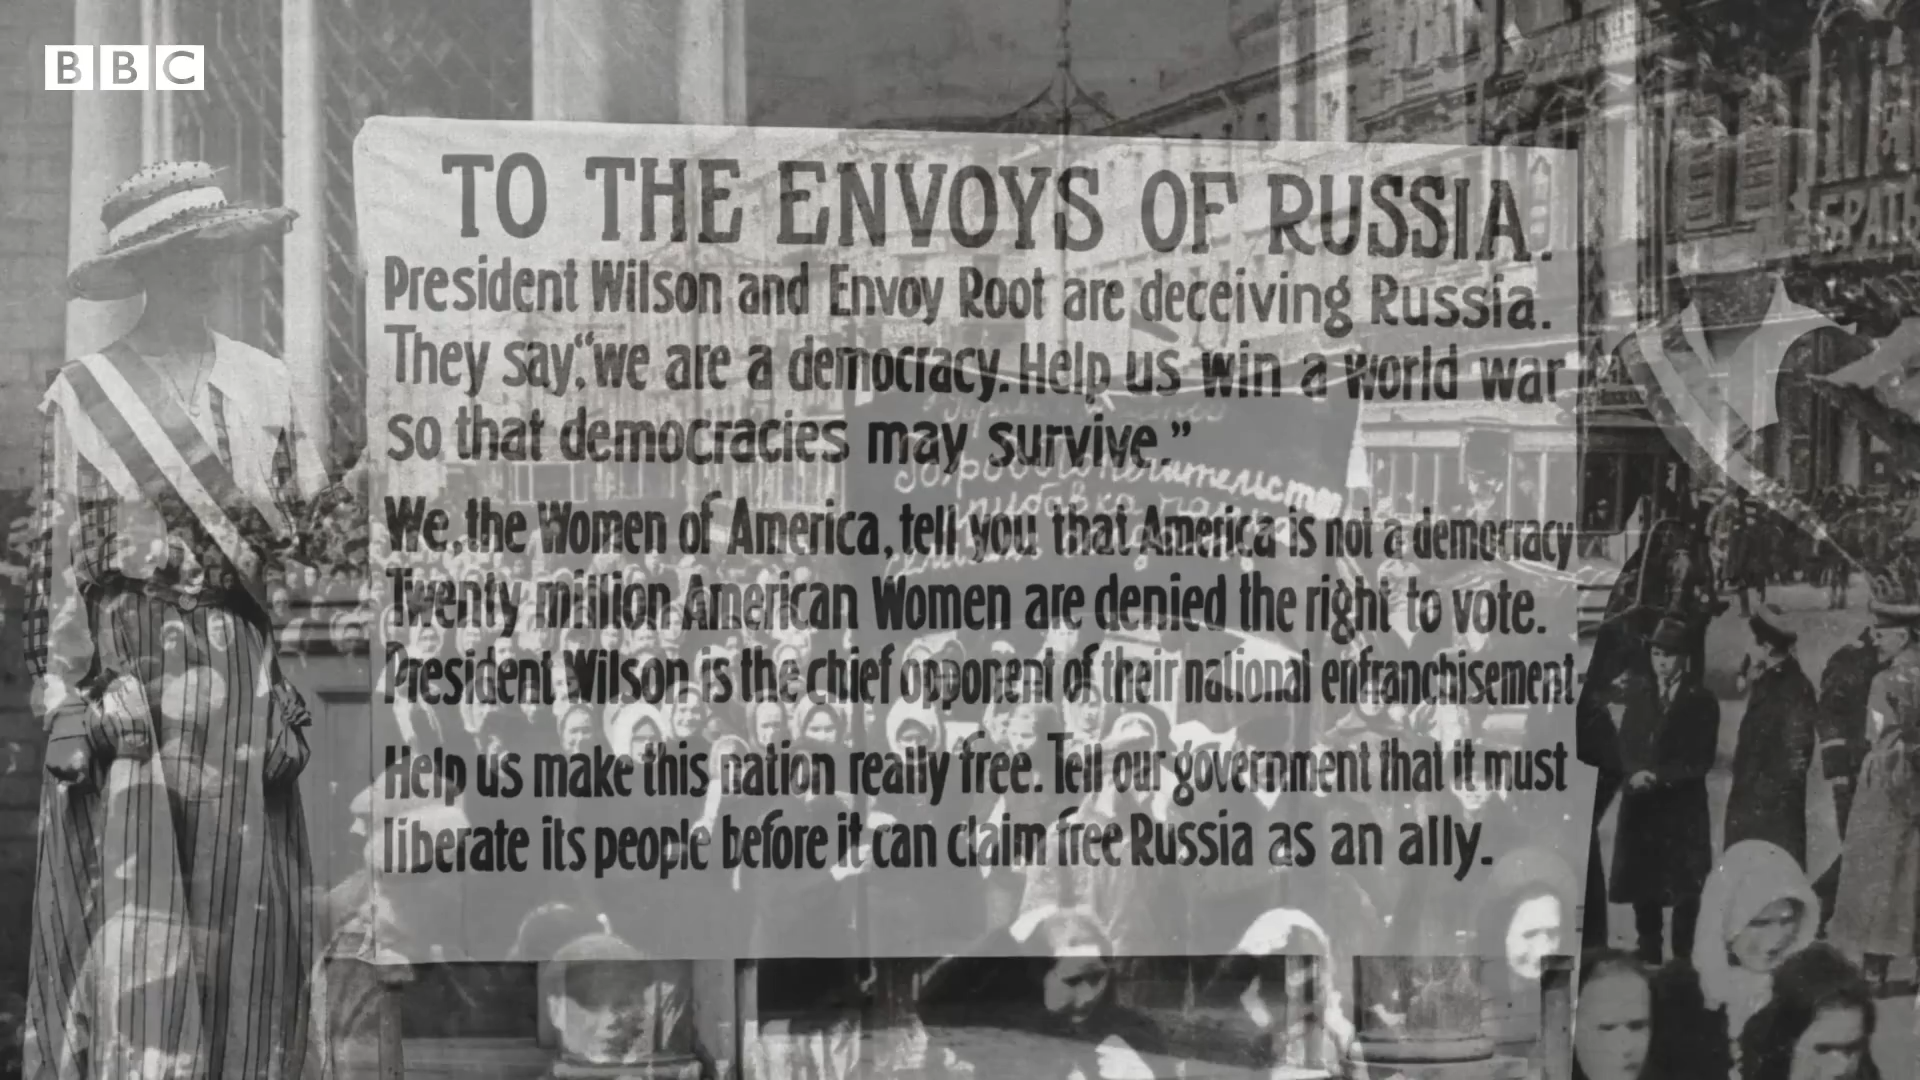 BBC
TO THE ENVOYS OF RUSSIA.
President Wilson and Envoy Root are deceiving Russia.
They say,"we are a democracy. Help us win a world war
so that democracies may survive."
We, the Women of America, tell you that America is not a democracy
Twenty million American Women are denied the right to vote.
President Wilson is the chief opponent of their national enfranchisement
Help us make this nation really free. Tell our government that it must
liberate its people before it can claim free Russia as an ally.